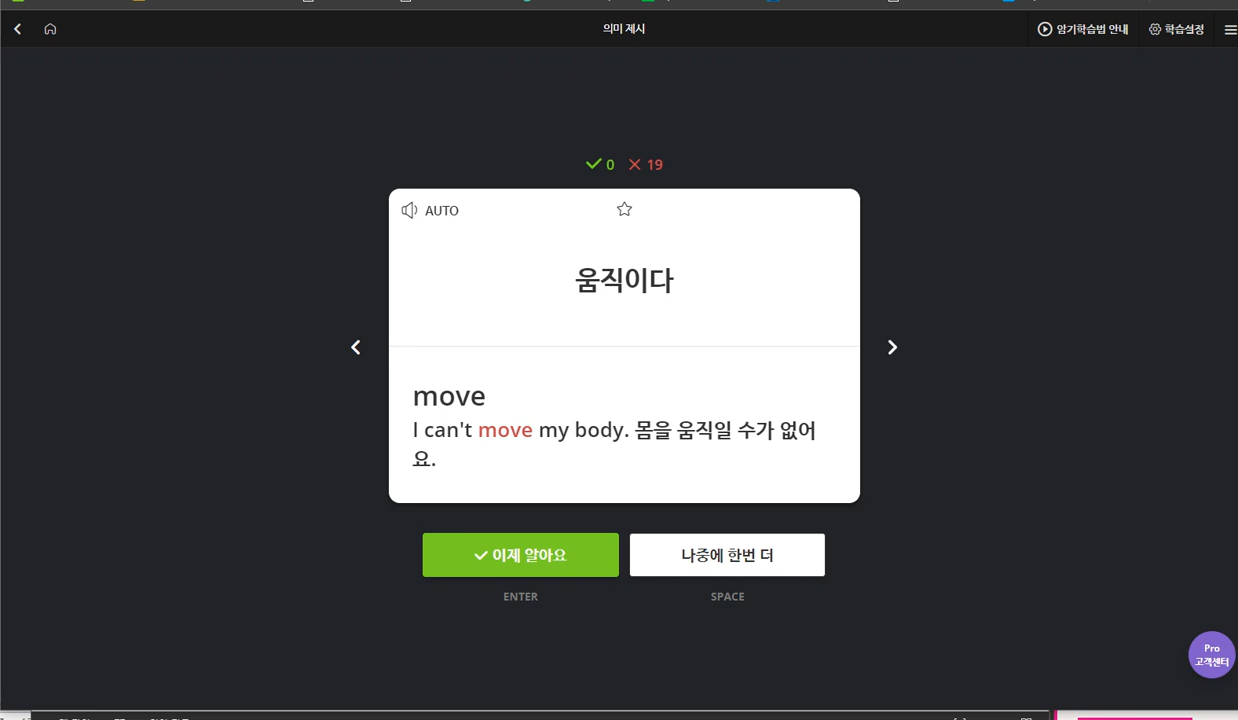 의미 제시
암기학습법 안내
학습설정
0
19
AUTO
움직이다
move
I can't move my body. 몸을 움직일 수가 없어
요.
이제 알아요
나중에 한번 더
ENTER
SPACE
Pro
고객센터